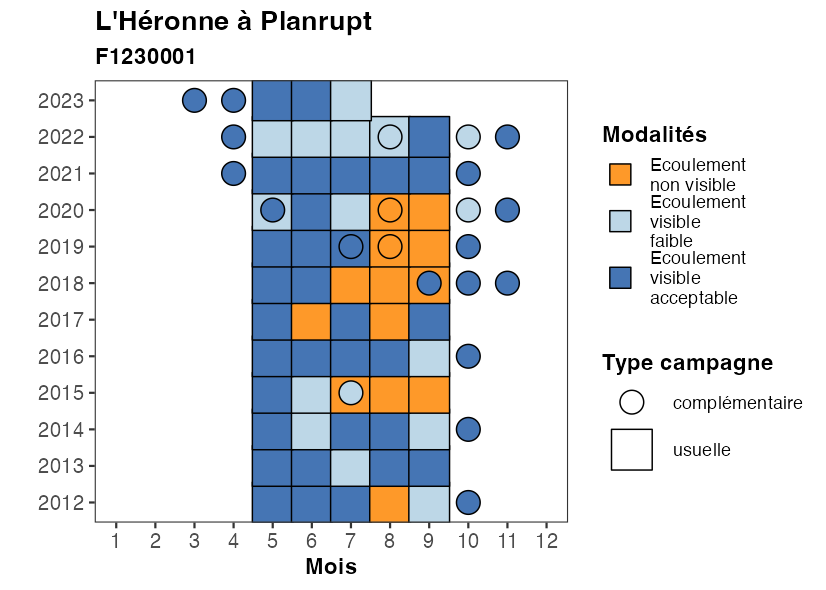 L'Héronne à Planrupt
F1230001
2023
2022
2021
2020
2019
2018
2017
2016
2015
2014
2013
2012
1 2 3 4 5 6 7 8 9 10 11 12
Mois
Modalités
Ecoulement
non visible
Ecoulement
visible
faible
Ecoulement
visible
acceptable
Type campagne
complémentaire
usuelle